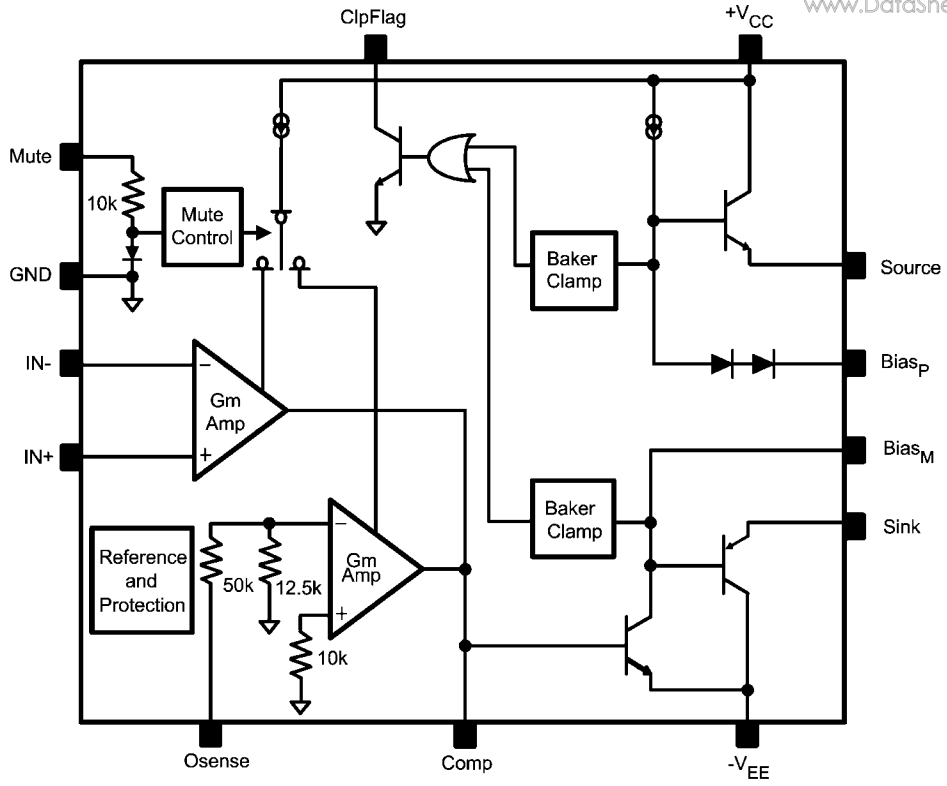 www.DataShe
ClpFlag
+VCC
Mute
10k
Mute
Control
GND
Baker
Clamp
Source
IN-
−
Gm
Amp
BiasP
IN+
+
BiasM
Baker
Clamp
Sink
Reference
and
Protection
50k
12.5k
−
Gm
Amp
+
10k
Osense
Comp
-VEE